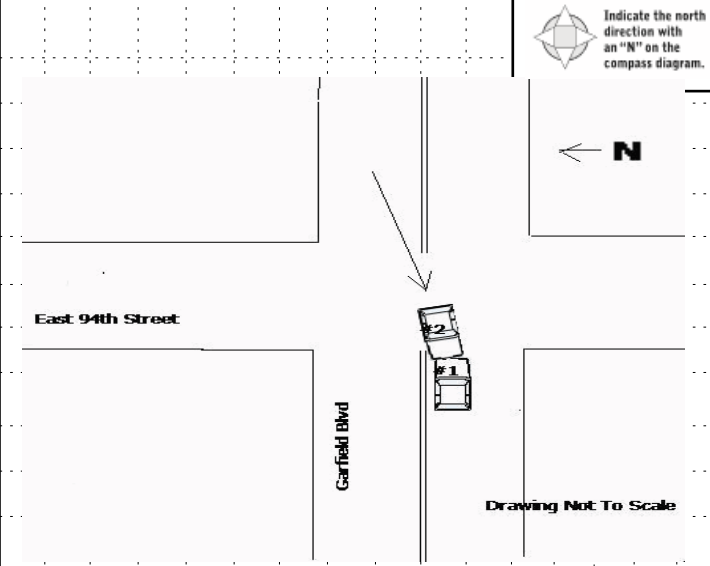 Indicate the north
direction with
an "N" on the
compass diagram.
N
East 94th Street
#2
#1
Garfield Blvd
Drawing Not To Scale